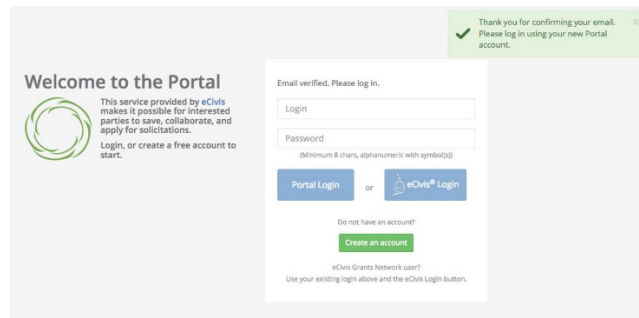 Thank you for confirming your email.
Please log in using your new Portal
account.
Welcome to the Portal
This service provided by eCivis
makes it possible for interested
parties to save, collaborate, and
apply for solicitations.
Login, or create a free account to
start.
Email verified. Please log in.
Login
Password
(Minimum 8 chars, alphanumeric with symbol(s))
Portal Login or eCivis® Login
Do not have an account?
Create an account
eCivis Grants Network user?
Use your existing login above and the eCivis Login button.